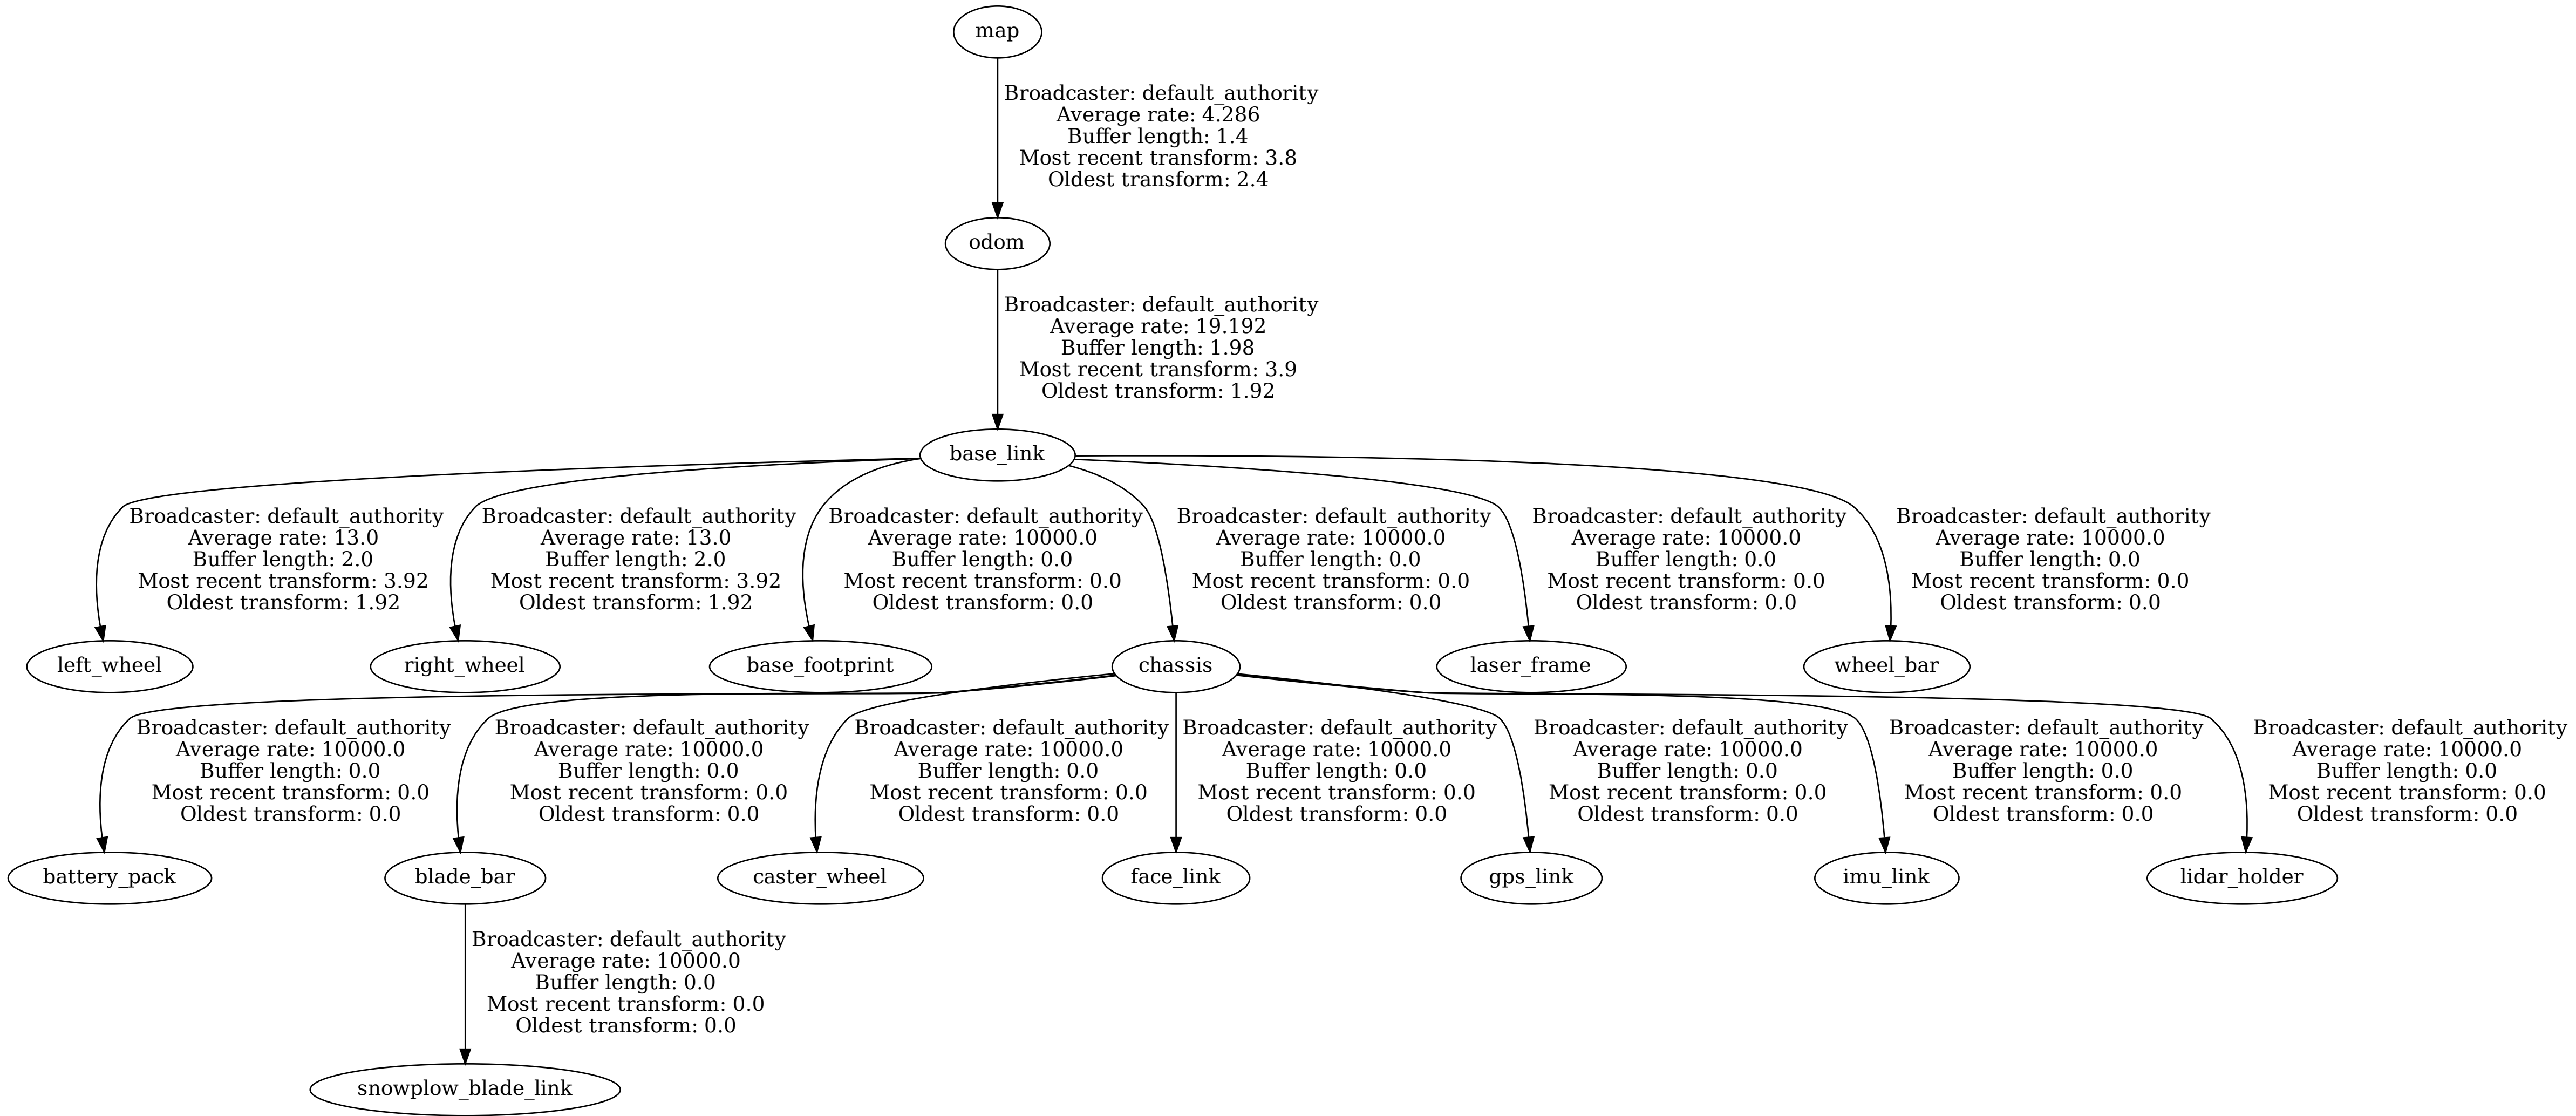 map
Broadcaster: default_authority
Average rate: 4.286
Buffer length: 1.4
Most recent transform: 3.8
Oldest transform: 2.4
odom
Broadcaster: default_authority
Average rate: 19.192
Buffer length: 1.98
Most recent transform: 3.9
Oldest transform: 1.92
base_link
Broadcaster: default_authority
Average rate: 13.0
Buffer length: 2.0
Most recent transform: 3.92
Oldest transform: 1.92
Broadcaster: default_authority
Average rate: 13.0
Buffer length: 2.0
Most recent transform: 3.92
Oldest transform: 1.92
Broadcaster: default_authority
Average rate: 10000.0
Buffer length: 0.0
Most recent transform: 0.0
Oldest transform: 0.0
Broadcaster: default_authority
Average rate: 10000.0
Buffer length: 0.0
Most recent transform: 0.0
Oldest transform: 0.0
Broadcaster: default_authority
Average rate: 10000.0
Buffer length: 0.0
Most recent transform: 0.0
Oldest transform: 0.0
Broadcaster: default_authority
Average rate: 10000.0
Buffer length: 0.0
Most recent transform: 0.0
Oldest transform: 0.0
left_wheel
right_wheel
base_footprint
chassis
laser_frame
wheel_bar
Broadcaster: default_authority
Average rate: 10000.0
Buffer length: 0.0
Most recent transform: 0.0
Oldest transform: 0.0
Broadcaster: default_authority
Average rate: 10000.0
Buffer length: 0.0
Most recent transform: 0.0
Oldest transform: 0.0
Broadcaster: default_authority
Average rate: 10000.0
Buffer length: 0.0
Most recent transform: 0.0
Oldest transform: 0.0
Broadcaster: default_authority
Average rate: 10000.0
Buffer length: 0.0
Most recent transform: 0.0
Oldest transform: 0.0
Broadcaster: default_authority
Average rate: 10000.0
Buffer length: 0.0
Most recent transform: 0.0
Oldest transform: 0.0
Broadcaster: default_authority
Average rate: 10000.0
Buffer length: 0.0
Most recent transform: 0.0
Oldest transform: 0.0
Broadcaster: default_authority
Average rate: 10000.0
Buffer length: 0.0
Most recent transform: 0.0
Oldest transform: 0.0
battery_pack
blade_bar
caster_wheel
face_link
gps_link
imu_link
lidar_holder
Broadcaster: default_authority
Average rate: 10000.0
Buffer length: 0.0
Most recent transform: 0.0
Oldest transform: 0.0
snowplow_blade_link